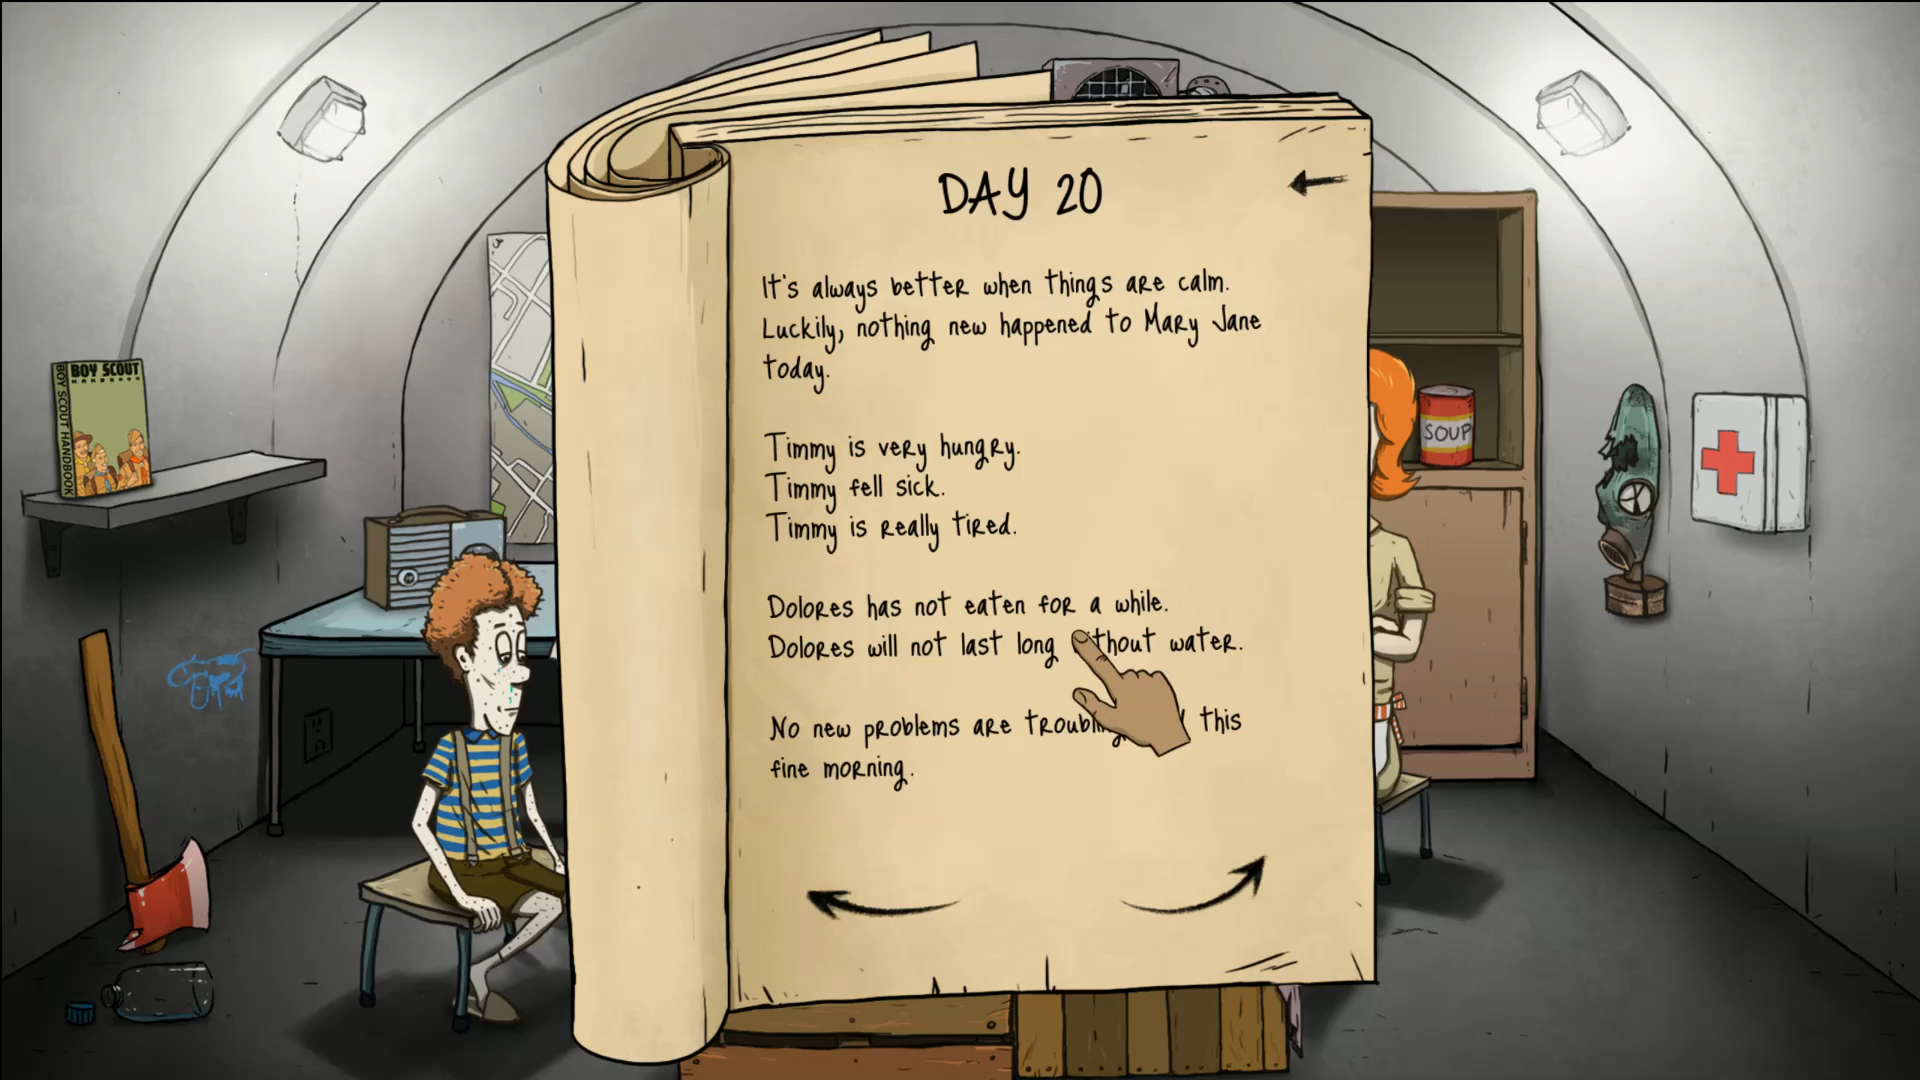 DAY 20
It's always better when things are calm.
Luckily, nothing new happened to Mary Jane
today.
Timmy is very hungry.
Timmy fell sick.
Timmy is really tired.
Dolores has not eaten for a while.
Dolores will not last long thout water.
No new problems are this
fine morning.
BOY SCOUT
HANDBOOK
BOY SCOUT HANDBOOK
SOUP